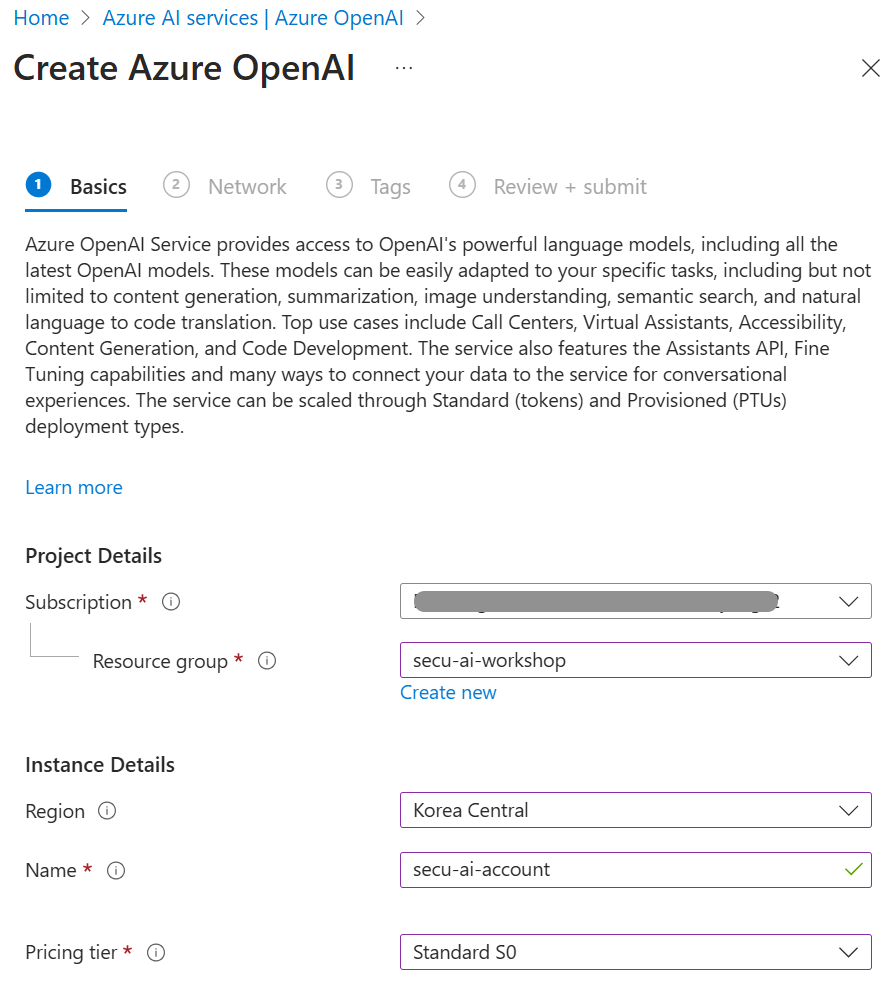 Home > Azure AI services | Azure OpenAI >
Create Azure OpenAI ...
1 Basics 2 Network 3 Tags 4 Review + submit
Azure OpenAI Service provides access to OpenAI's powerful language models, including all the
latest OpenAI models. These models can be easily adapted to your specific tasks, including but not
limited to content generation, summarization, image understanding, semantic search, and natural
language to code translation. Top use cases include Call Centers, Virtual Assistants, Accessibility,
Content Generation, and Code Development. The service also features the Assistants API, Fine
Tuning capabilities and many ways to connect your data to the service for conversational
experiences. The service can be scaled through Standard (tokens) and Provisioned (PTUs)
deployment types.
Learn more
Project Details
Subscription *
Resource group * secu-ai-workshop
Create new
Instance Details
Region Korea Central
Name * secu-ai-account
Pricing tier * Standard S0